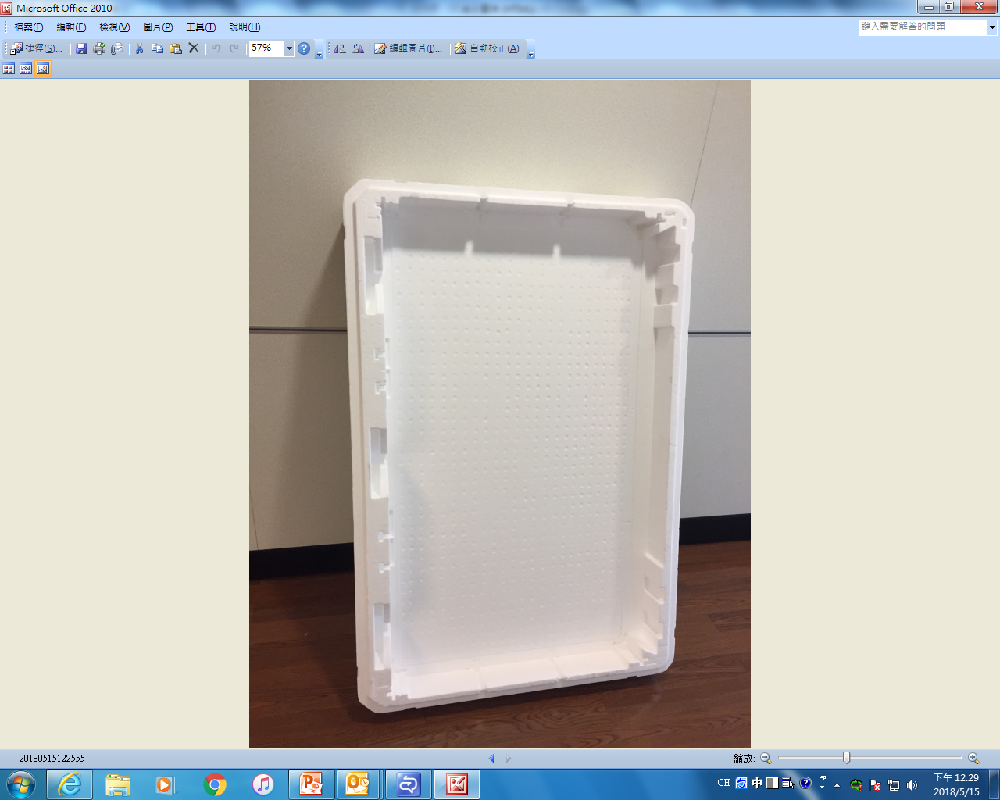 Microsoft Office 2010
檔案(F) 編輯(E) 檢視(V) 圖片(P) 工具(T) 說明(H)
鍵入需要解答的問題
捷徑(S)... 57% 編輯圖片(I)... 自動校正(A)
20180515122555
縮放:
CH 中
下午 12:29
2018/5/15